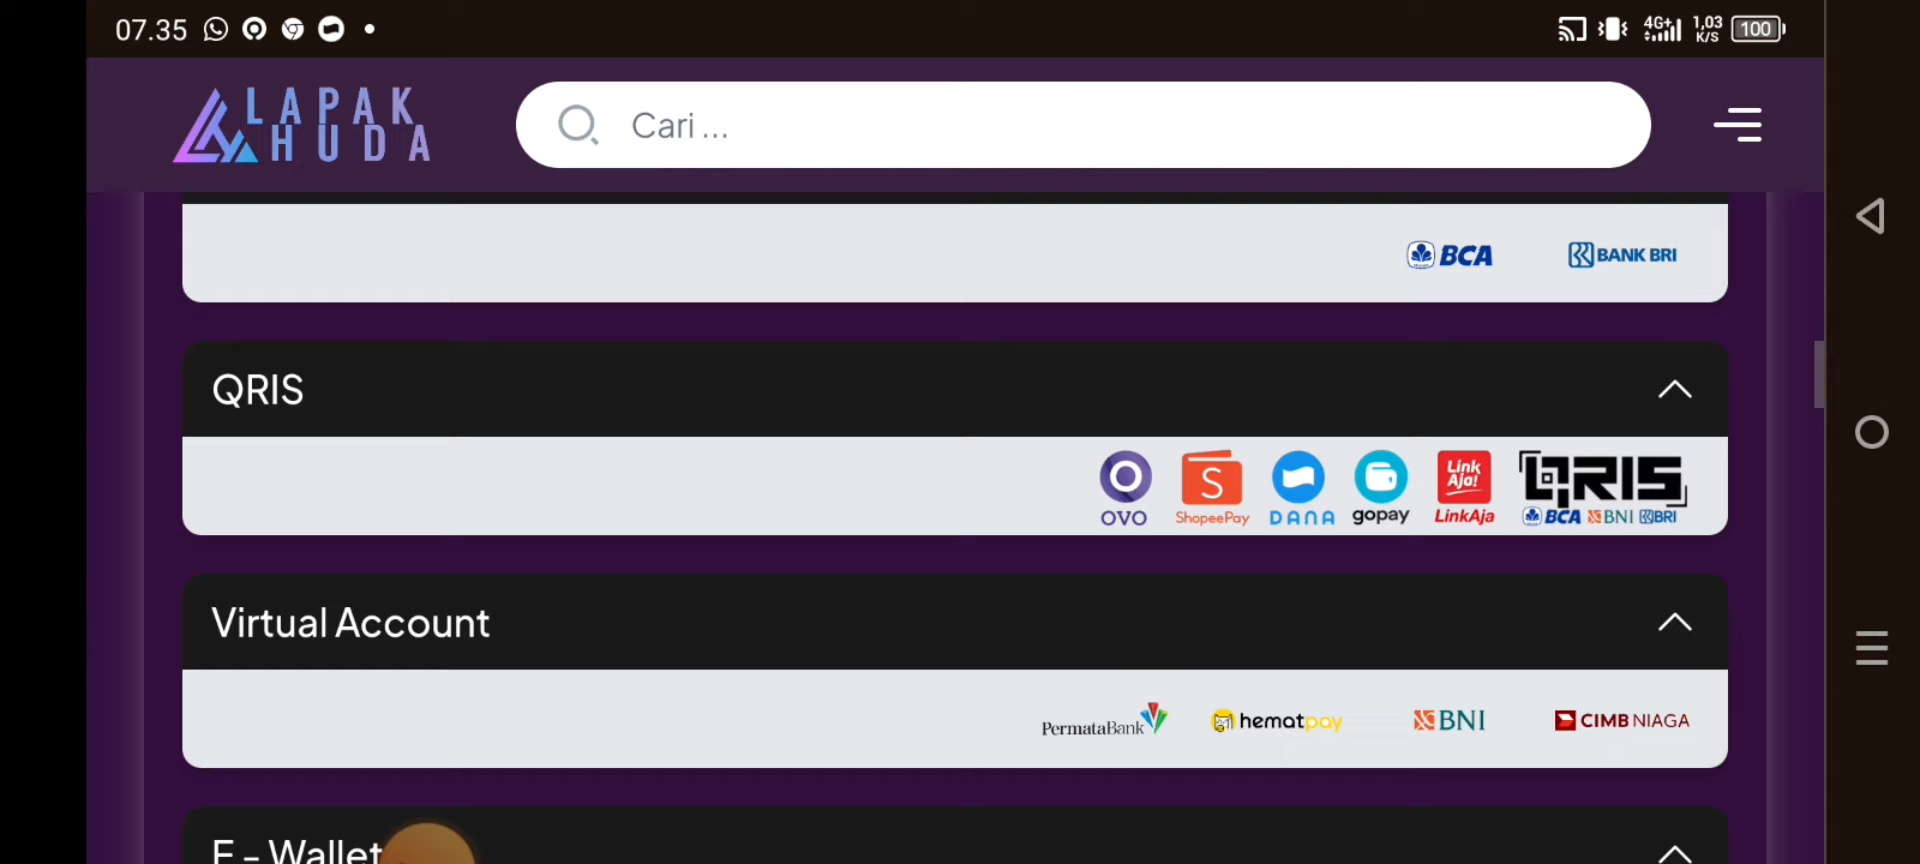 07.35
4G+
1,03
K/S
100
LAPAK
HUDA
Cari ...
BCA
BANK BRI
QRIS
S
Link
Aja!
QRIS
OVO
ShopeePay
DANA
gopay
LinkAja
BCA BNI BRI
Virtual Account
PermataBank
hematpay
BNI
CIMB NIAGA
E - Wallet